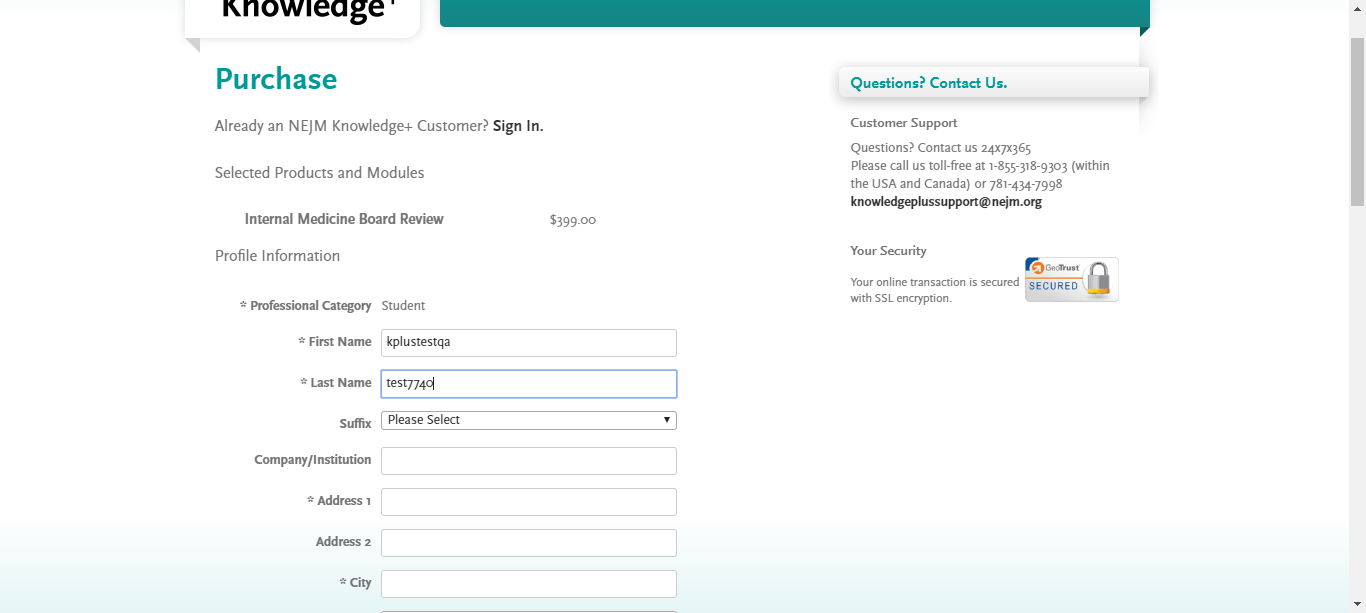 Knowledge+
Purchase
Already an NEJM Knowledge+ Customer? Sign In.
Selected Products and Modules
Internal Medicine Board Review $399.00
Profile Information
* Professional Category Student
* First Name kplustestqa
* Last Name test7740
Suffix Please Select
Company/Institution
* Address 1
Address 2
* City
Questions? Contact Us.
Customer Support
Questions? Contact us 24x7x365
Please call us toll-free at 1-855-318-9303 (within
the USA and Canada) or 781-434-7998
knowledgeplussupport@nejm.org
Your Security
Your online transaction is secured
with SSL encryption.
GeoTrust
SECURED